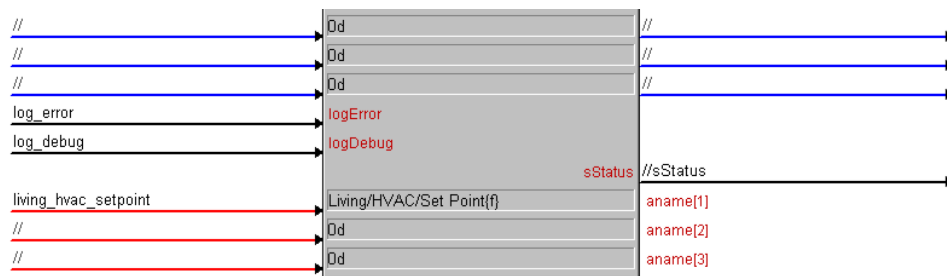 // 0d //
// 0d //
// 0d //
log_error logError
log_debug logDebug
sStatus //sStatus
living_hvac_setpoint Living/HVAC/Set Point{f} aname[1]
// 0d aname[2]
// 0d aname[3]